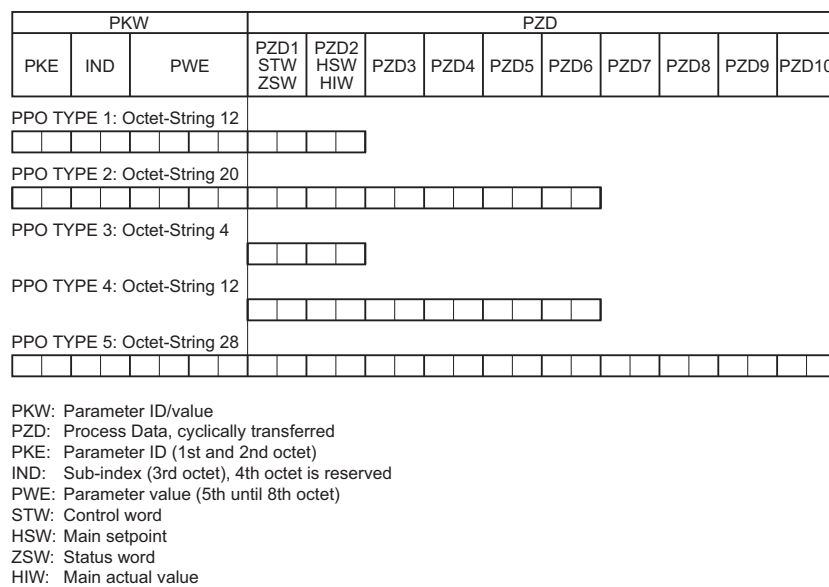 PKW PZD
PKE IND PWE PZD1 STW ZSW PZD2 HSW HIW PZD3 PZD4 PZD5 PZD6 PZD7 PZD8 PZD9 PZD10
PPO TYPE 1: Octet-String 12
PPO TYPE 2: Octet-String 20
PPO TYPE 3: Octet-String 4
PPO TYPE 4: Octet-String 12
PPO TYPE 5: Octet-String 28
PKW: Parameter ID/value
PZD: Process Data, cyclically transferred
PKE: Parameter ID (1st and 2nd octet)
IND: Sub-index (3rd octet), 4th octet is reserved
PWE: Parameter value (5th until 8th octet)
STW: Control word
HSW: Main setpoint
ZSW: Status word
HIW: Main actual value